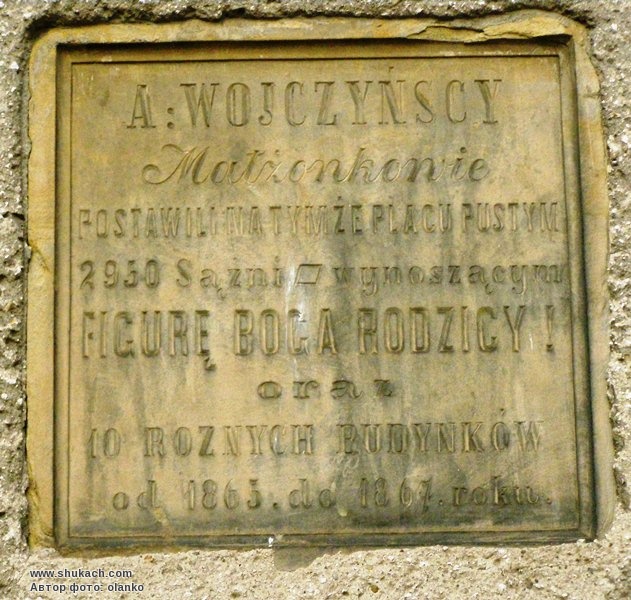 A: WOJCZYŃSCY
Małżonkowie
POSTAWILI NA TYMŻE PLACU PUSTYM
2950 Sążni ▱ wynoszącym
FIGURĘ BOGA RODZICY!
oraz
10 ROZNYCH BUDYNKÓW
od 1865. do 1867. roku.
www.shukach.com
Автор фото: olanko